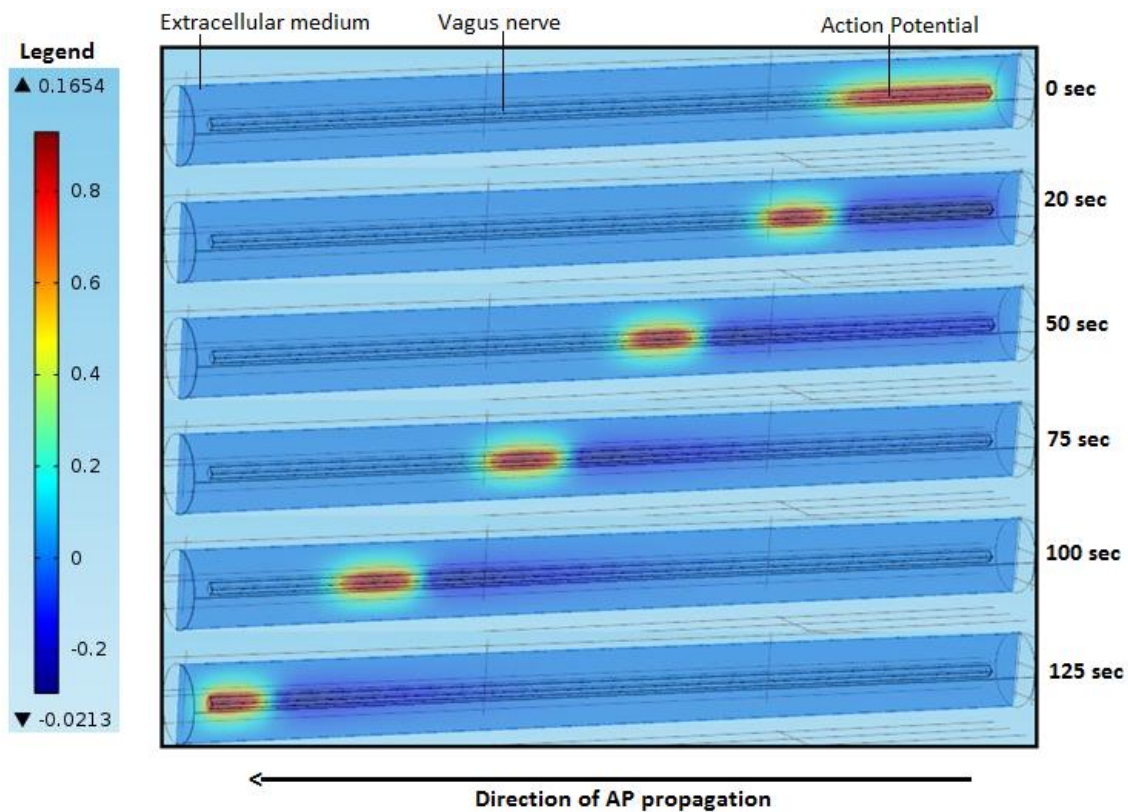 Extracellular medium
Vagus nerve
Action Potential
Legend
▲ 0.1654
0.8
0.6
0.4
0.2
0
-0.2
▼ -0.0213
0 sec
20 sec
50 sec
75 sec
100 sec
125 sec
Direction of AP propagation